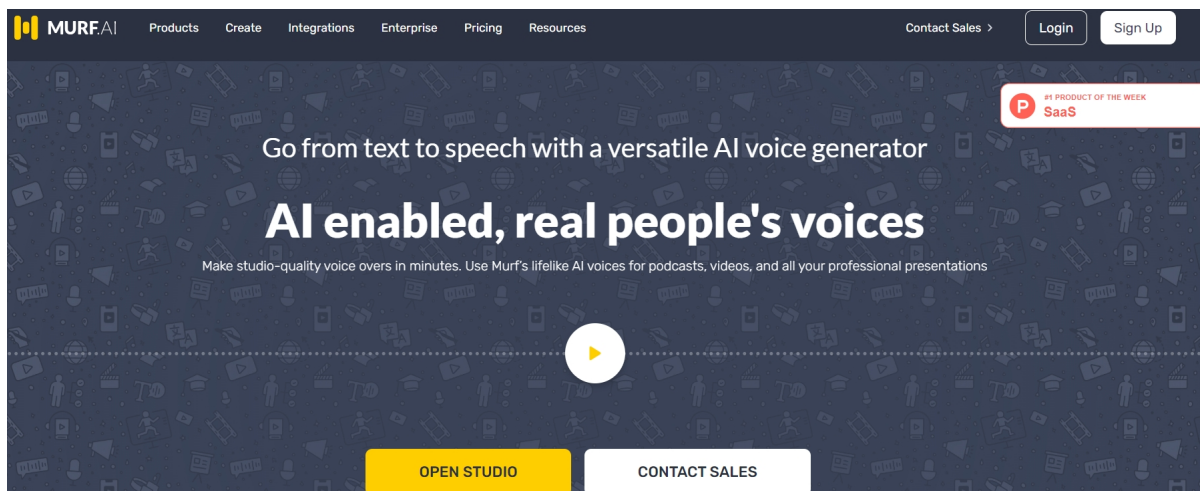 MURF.AI
Products
Create
Integrations
Enterprise
Pricing
Resources
Contact Sales >
Login
Sign Up
P
#1 PRODUCT OF THE WEEK
SaaS
Go from text to speech with a versatile AI voice generator
AI enabled, real people's voices
Make studio-quality voice overs in minutes. Use Murf's lifelike AI voices for podcasts, videos, and all your professional presentations
OPEN STUDIO
CONTACT SALES